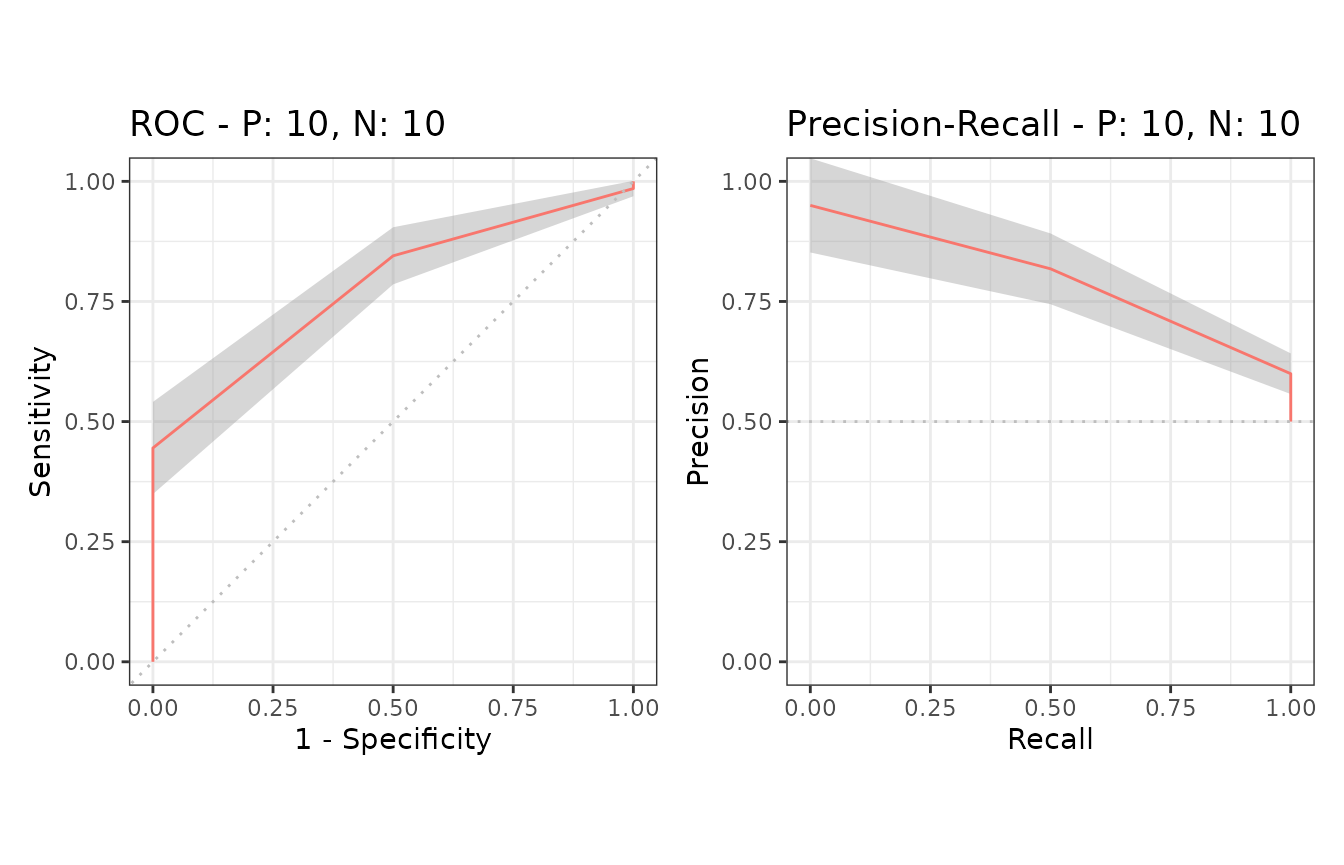 ROC - P: 10, N: 10
1.00
0.75
0.50
0.25
0.00
Sensitivity
0.00 0.25 0.50 0.75 1.00
1 - Specificity
Precision-Recall - P: 10, N: 10
1.00
0.75
0.50
0.25
0.00
Precision
0.00 0.25 0.50 0.75 1.00
Recall